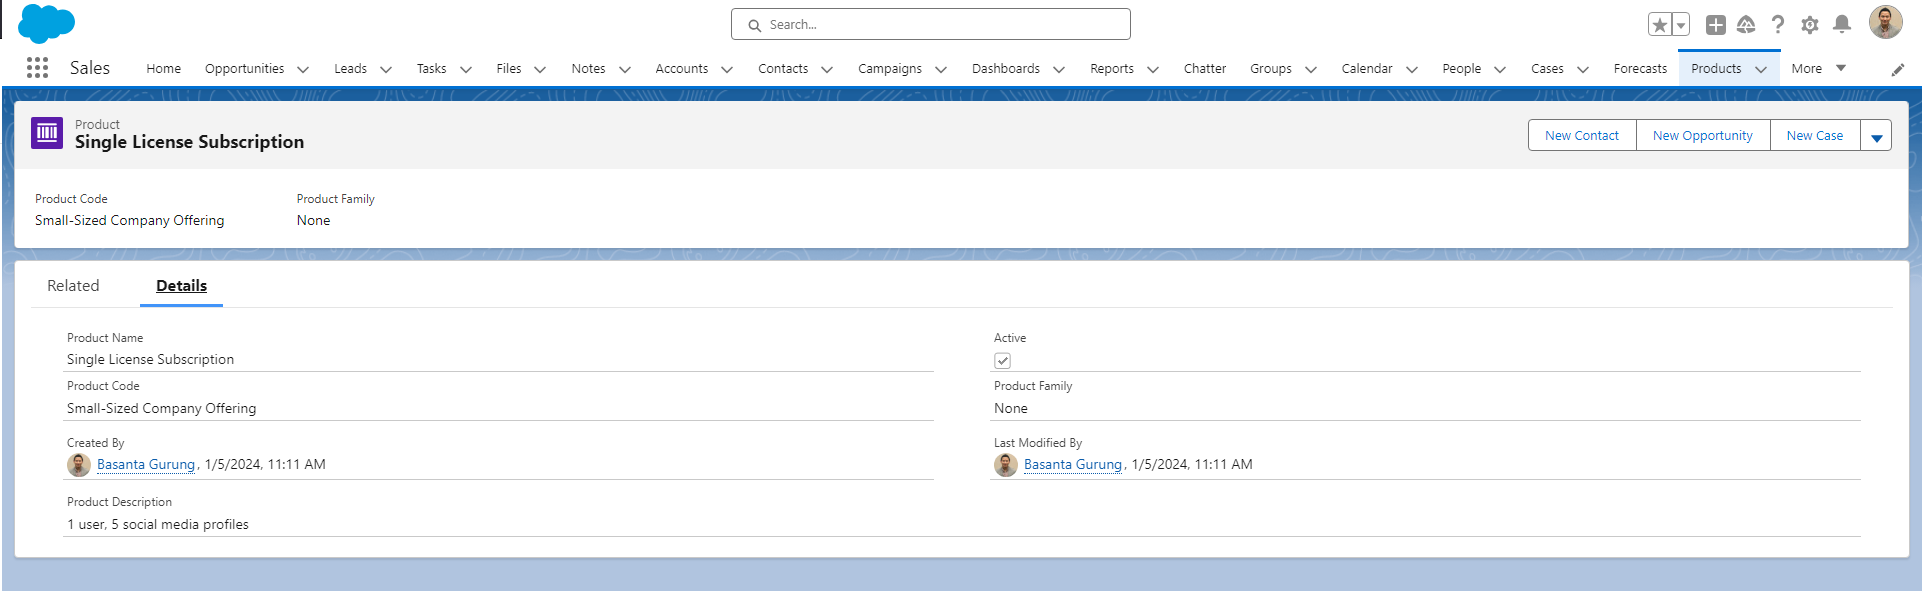 Search...
Sales Home Opportunities Leads Tasks Files Notes Accounts Contacts Campaigns Dashboards Reports Chatter Groups Calendar People Cases Forecasts Products More
Product
Single License Subscription
New Contact New Opportunity New Case
Product Code Product Family
Small-Sized Company Offering None
Related Details
Product Name Active
Single License Subscription
Product Code Product Family
Small-Sized Company Offering None
Created By Last Modified By
Basanta Gurung, 1/5/2024, 11:11 AM Basanta Gurung, 1/5/2024, 11:11 AM
Product Description
1 user, 5 social media profiles